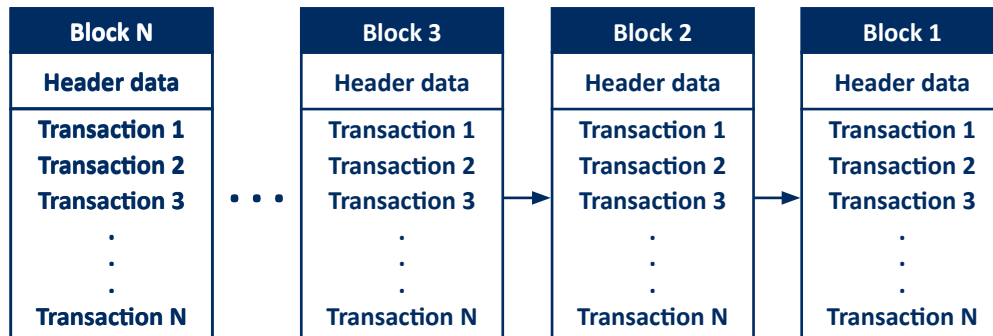 Block N
Header data
Transaction 1
Transaction 2
Transaction 3
.
.
.
Transaction N
. . .
Block 3
Header data
Transaction 1
Transaction 2
Transaction 3
.
.
.
Transaction N
Block 2
Header data
Transaction 1
Transaction 2
Transaction 3
.
.
.
Transaction N
Block 1
Header data
Transaction 1
Transaction 2
Transaction 3
.
.
.
Transaction N